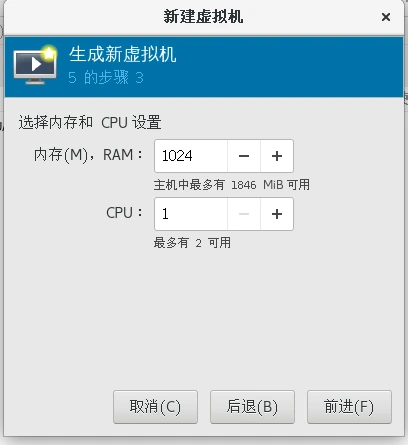 新建虚拟机
生成新虚拟机
5 的步骤 3
选择内存和 CPU 设置
内存(M)，RAM： 1024
主机中最多有 1846 MiB 可用
CPU： 1
最多有 2 可用
取消(C) 后退(B) 前进(F)